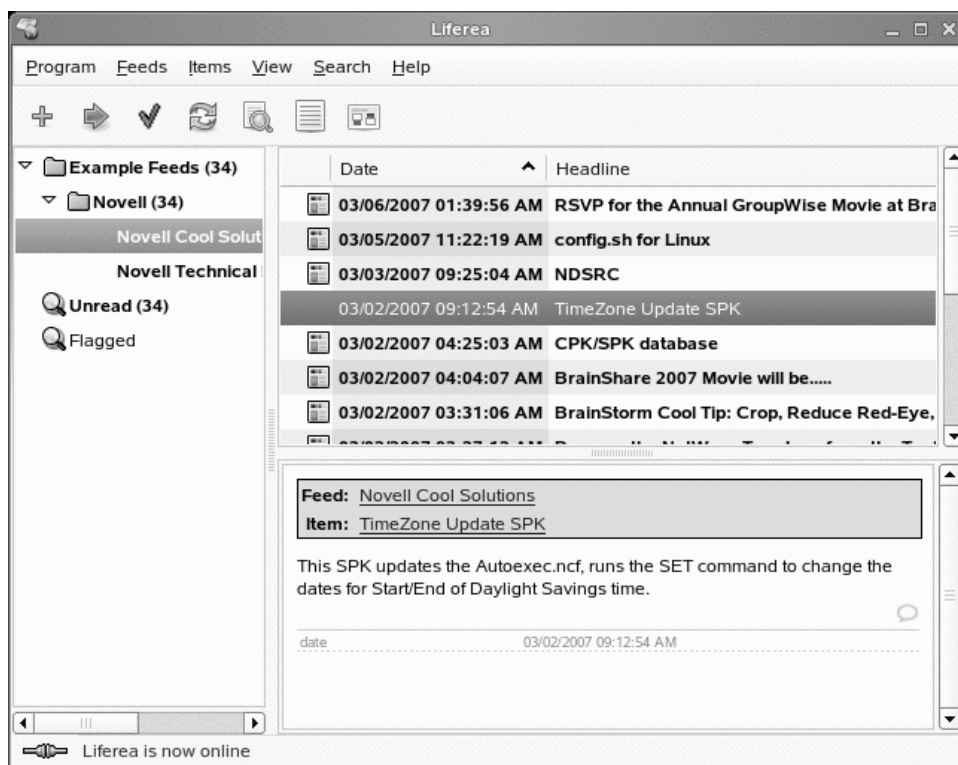 Liferea
Program Feeds Items View Search Help
Example Feeds (34)
Novell (34)
Novell Cool Solut
Novell Technical
Unread (34)
Flagged
Date Headline
03/06/2007 01:39:56 AM RSVP for the Annual GroupWise Movie at Bra
03/05/2007 11:22:19 AM config.sh for Linux
03/03/2007 09:25:04 AM NDSRC
03/02/2007 09:12:54 AM TimeZone Update SPK
03/02/2007 04:25:03 AM CPK/SPK database
03/02/2007 04:04:07 AM BrainShare 2007 Movie will be.....
03/02/2007 03:31:06 AM BrainStorm Cool Tip: Crop, Reduce Red-Eye,
Feed: Novell Cool Solutions
Item: TimeZone Update SPK
This SPK updates the Autoexec.ncf, runs the SET command to change the
dates for Start/End of Daylight Savings time.
date 03/02/2007 09:12:54 AM
Liferea is now online